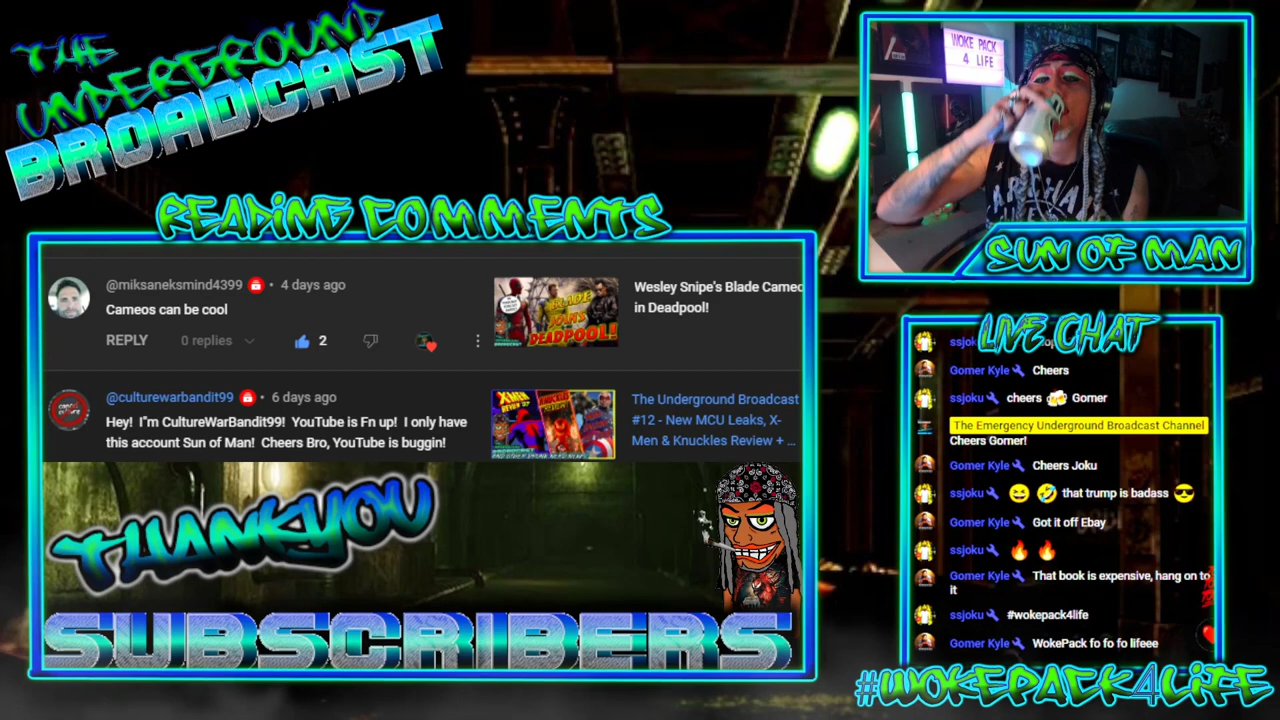 THE
UNDERGROUND
BROADCAST
READING COMMENTS
@miksaneksmind4399 • 4 days ago
Cameos can be cool
REPLY 0 replies 2
Wesley Snipe's Blade Cameo
in Deadpool!
BLADE
JOINS
DEADPOOL!
@culturewarbandit99 • 6 days ago
Hey! I"m CultureWarBandit99! YouTube is Fn up! I only have
this account Sun of Man! Cheers Bro, YouTube is buggin!
The Underground Broadcast
#12 - New MCU Leaks, X-
Men & Knuckles Review + ...
X-MEN
KNUCKLES
THANKYOU
SUBSCRIBERS
WOKE PACK
4 LIFE
SUN OF MAN
LIVE CHAT
Gomer Kyle Cheers
ssjoku cheers 🍻 Gomer
The Emergency Underground Broadcast Channel
Cheers Gomer!
Gomer Kyle Cheers Joku
ssjoku 😆 🤣 that trump is badass 😎
Gomer Kyle Got it off Ebay
ssjoku 🔥 🔥
Gomer Kyle That book is expensive, hang on to
it
ssjoku #wokepack4life
Gomer Kyle WokePack fo fo fo lifeee
#WOKEPACK4LIFE